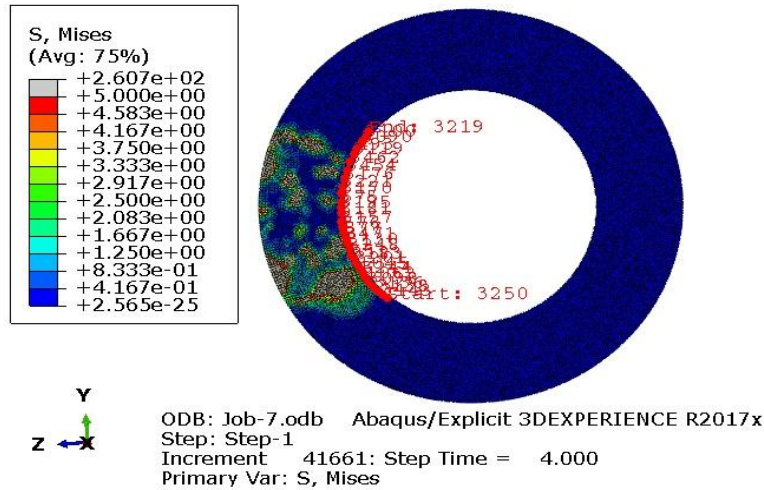 S, Mises
(Avg: 75%)
+2.607e+02
+5.000e+00
+4.583e+00
+4.167e+00
+3.750e+00
+3.333e+00
+2.917e+00
+2.500e+00
+2.083e+00
+1.667e+00
+1.250e+00
+8.333e-01
+4.167e-01
+2.565e-25
End: 3219
Start: 3250
Y
Z
X
ODB: Job-7.odb Abaqus/Explicit 3DEXPERIENCE R2017x
Step: Step-1
Increment 41661: Step Time = 4.000
Primary Var: S, Mises